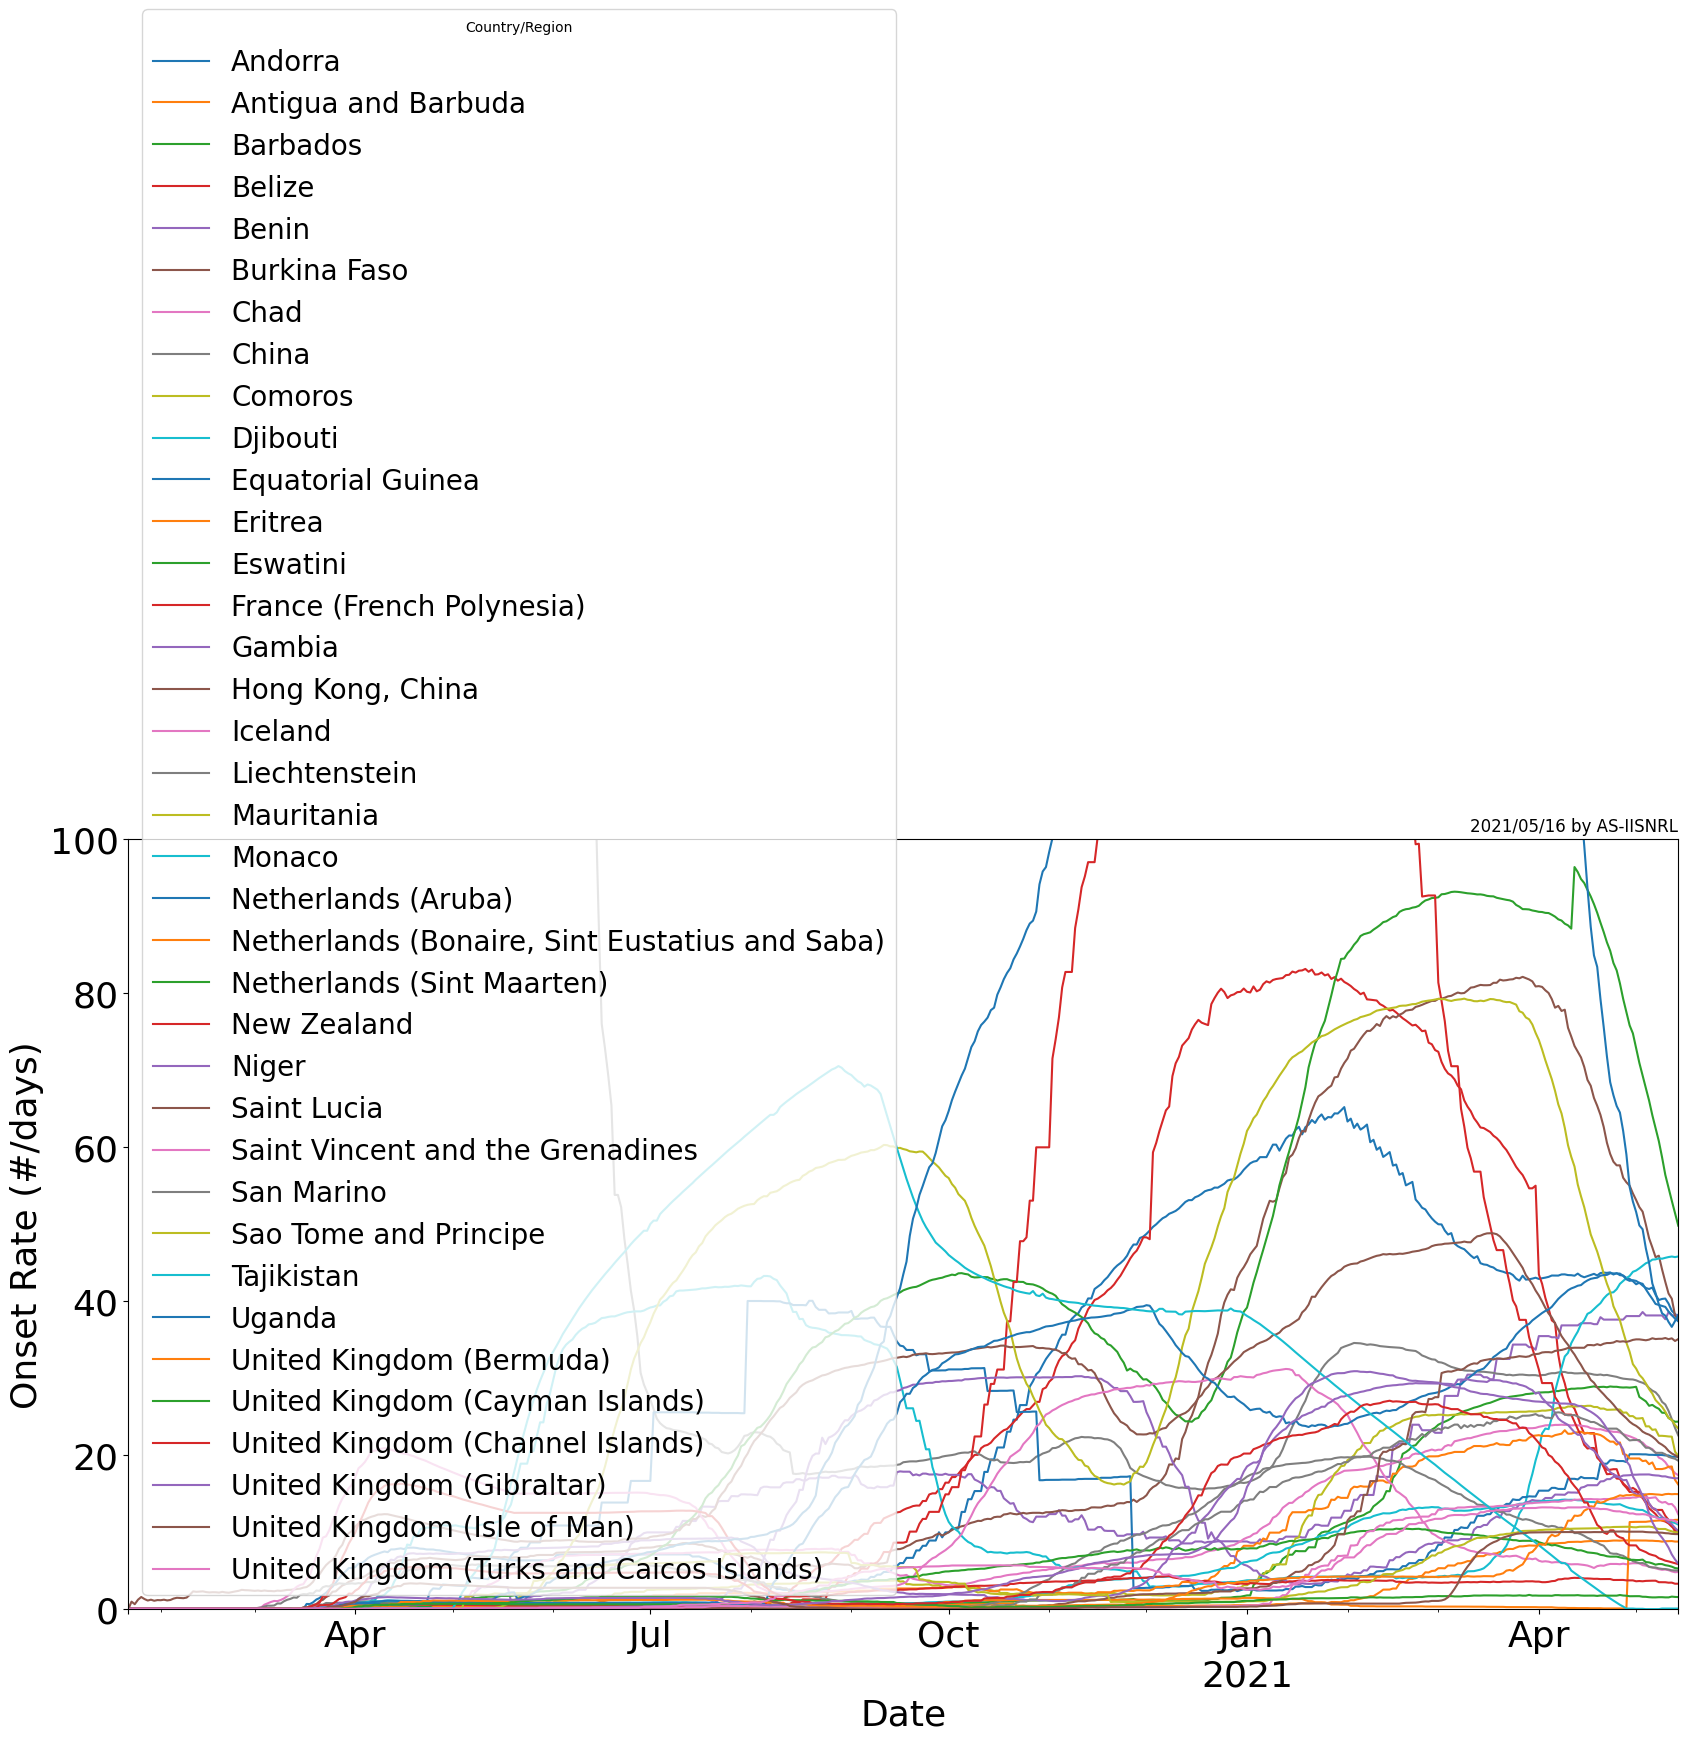 Country/Region
Andorra
Antigua and Barbuda
Barbados
Belize
Benin
Burkina Faso
Chad
China
Comoros
Djibouti
Equatorial Guinea
Eritrea
Eswatini
France (French Polynesia)
Gambia
Hong Kong, China
Iceland
Liechtenstein
Mauritania
Monaco
Netherlands (Aruba)
Netherlands (Bonaire, Sint Eustatius and Saba)
Netherlands (Sint Maarten)
New Zealand
Niger
Saint Lucia
Saint Vincent and the Grenadines
San Marino
Sao Tome and Principe
Tajikistan
Uganda
United Kingdom (Bermuda)
United Kingdom (Cayman Islands)
United Kingdom (Channel Islands)
United Kingdom (Gibraltar)
United Kingdom (Isle of Man)
United Kingdom (Turks and Caicos Islands)
2021/05/16 by AS-IISNRL
100
80
60
40
20
0
Onset Rate (#/days)
Apr Jul Oct Jan Apr
2021
Date